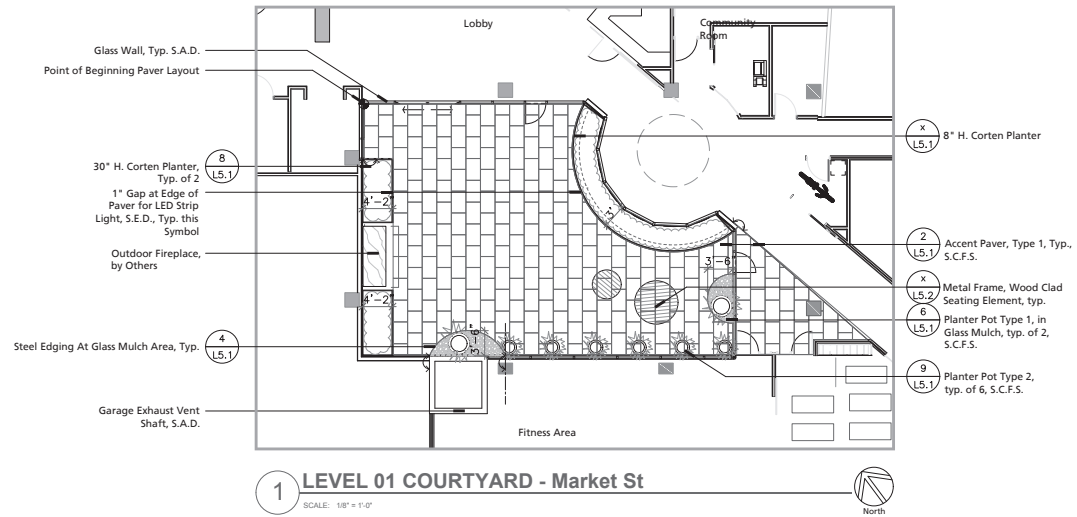 Lobby
Community
Room
Glass Wall, Typ. S.A.D.
Point of Beginning Paver Layout
30" H. Corten Planter,
Typ. of 2
8
L5.1
1" Gap at Edge of
Paver for LED Strip
Light, S.E.D., Typ. this
Symbol
Outdoor Fireplace,
by Others
Steel Edging At Glass Mulch Area, Typ.
4
L5.1
Garage Exhaust Vent
Shaft, S.A.D.
4'-2"
4'-2"
3'-6"
3'
3'-6"
x
L5.1
8" H. Corten Planter
2
L5.1
Accent Paver, Type 1, Typ.,
S.C.F.S.
x
L5.2
Metal Frame, Wood Clad
Seating Element, typ.
6
L5.1
Planter Pot Type 1, in
Glass Mulch, typ. of 2,
S.C.F.S.
9
L5.1
Planter Pot Type 2,
typ. of 6, S.C.F.S.
Fitness Area
1
LEVEL 01 COURTYARD - Market St
SCALE: 1/8" = 1'-0"
North